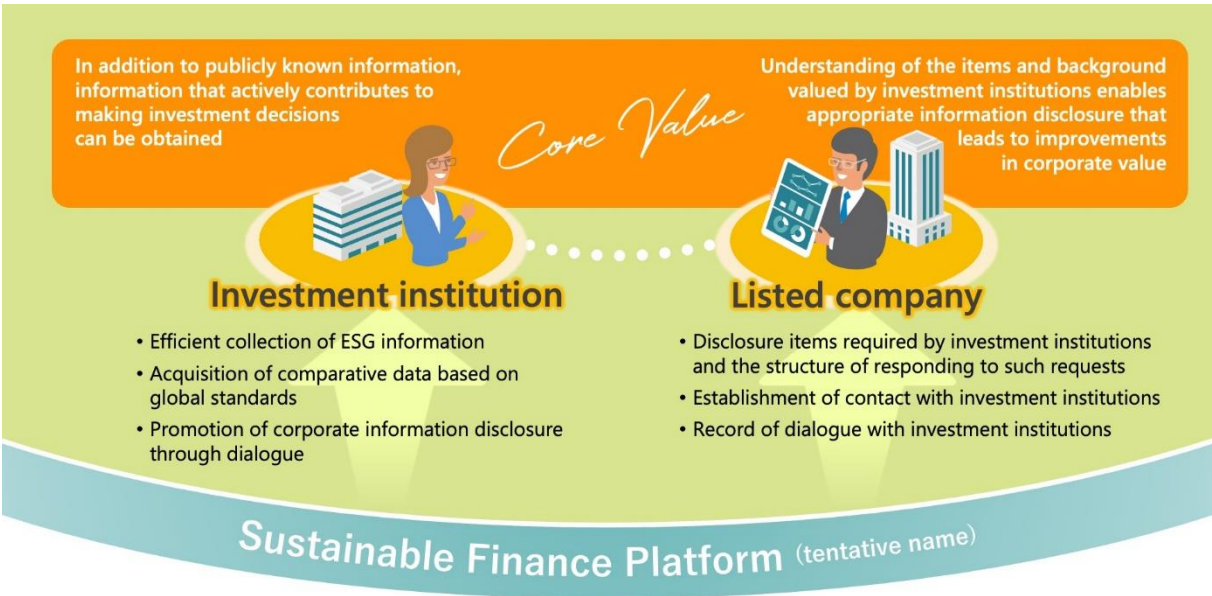 In addition to publicly known information,
information that actively contributes to
making investment decisions
can be obtained
Core Value
Understanding of the items and background
valued by investment institutions enables
appropriate information disclosure that
leads to improvements
in corporate value
Investment institution
• Efficient collection of ESG information
• Acquisition of comparative data based on
global standards
• Promotion of corporate information disclosure
through dialogue
Listed company
• Disclosure items required by investment institutions
and the structure of responding to such requests
• Establishment of contact with investment institutions
• Record of dialogue with investment institutions
Sustainable Finance Platform (tentative name)